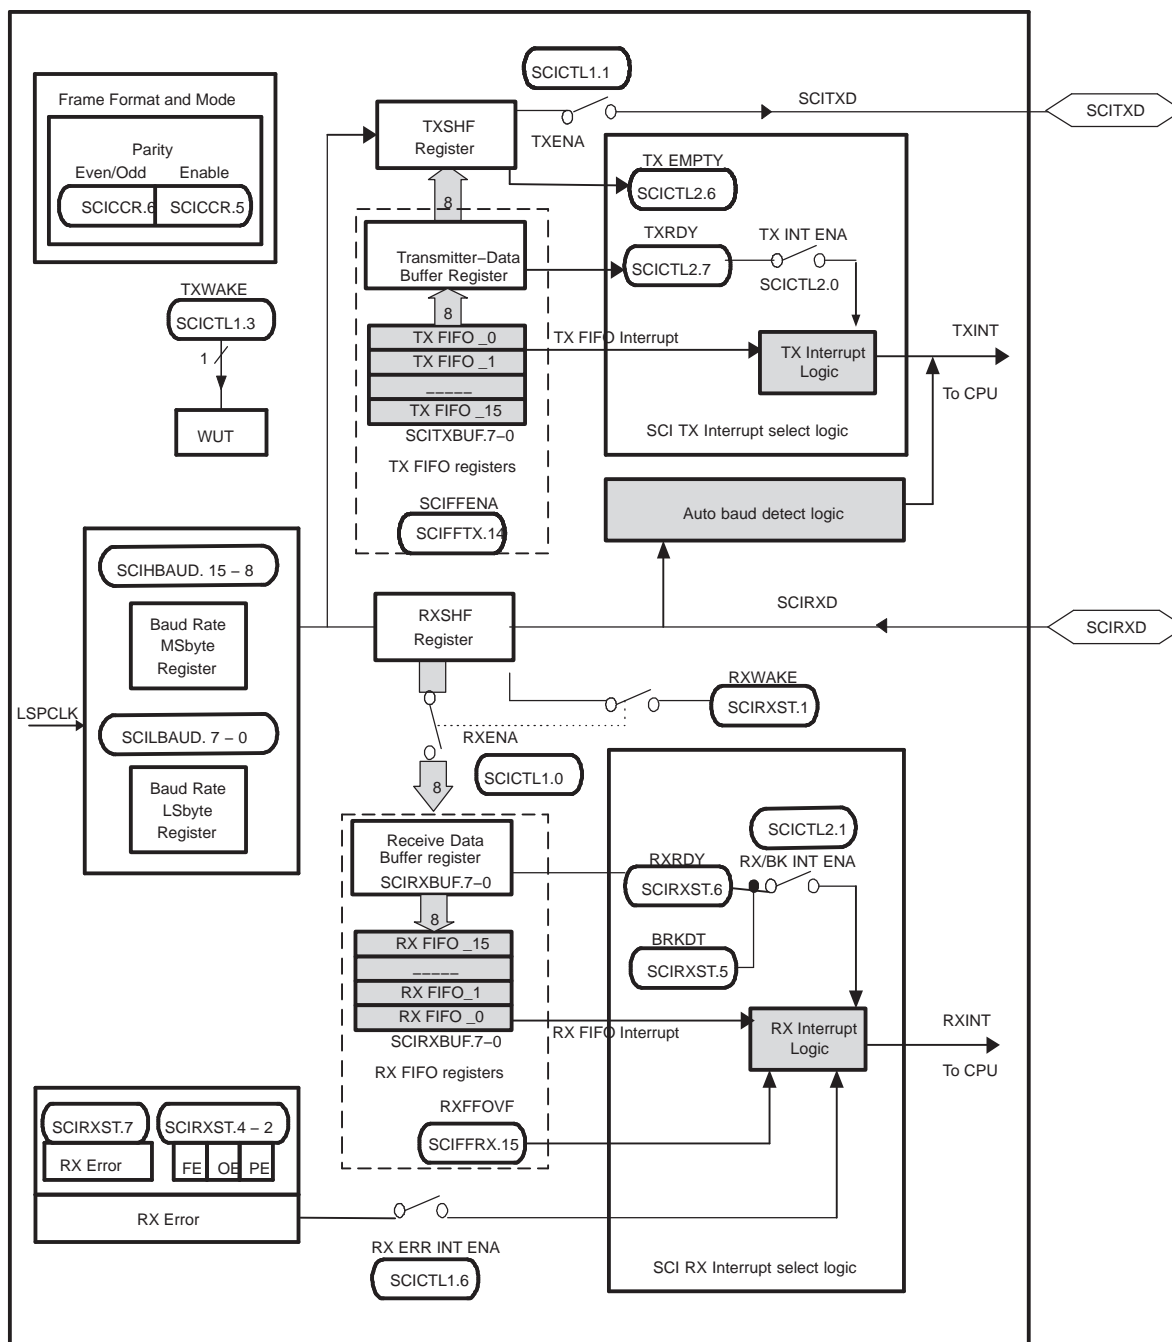 SCICTL1.1
Frame Format and Mode
SCITXD
SCITXD
TXSHF
Register
TXENA
Parity
Even/Odd Enable
SCICCR.6 SCICCR.5
TX EMPTY
SCICTL2.6
8
TXRDY
TX INT ENA
Transmitter–Data
Buffer Register
SCICTL2.7
SCICTL2.0
TXWAKE
SCICTL1.3
8
1
TX FIFO _0
TX FIFO _1
_____
TX FIFO _15
TX FIFO Interrupt
TX Interrupt
Logic
TXINT
To CPU
WUT
SCITXBUF.7–0
SCI TX Interrupt select logic
TX FIFO registers
SCIFFENA
SCIFFTX.14
Auto baud detect logic
SCIHBAUD. 15 – 8
Baud Rate
MSbyte
Register
RXSHF
Register
SCIRXD
SCIRXD
RXWAKE
SCIRXST.1
LSPCLK
SCILBAUD. 7 – 0
Baud Rate
LSbyte
Register
RXENA
SCICTL1.0
8
SCICTL2.1
Receive Data
Buffer register
SCIRXBUF.7–0
RXRDY
RX/BK INT ENA
SCIRXST.6
8
BRKDT
SCIRXST.5
RX FIFO _15
_____
RX FIFO_1
RX FIFO _0
RX FIFO Interrupt
RX Interrupt
Logic
RXINT
To CPU
SCIRXBUF.7–0
RX FIFO registers
RXFFOVF
SCIFFRX.15
SCIRXST.7 SCIRXST.4 – 2
RX Error FE OE PE
RX Error
RX ERR INT ENA
SCICTL1.6
SCI RX Interrupt select logic